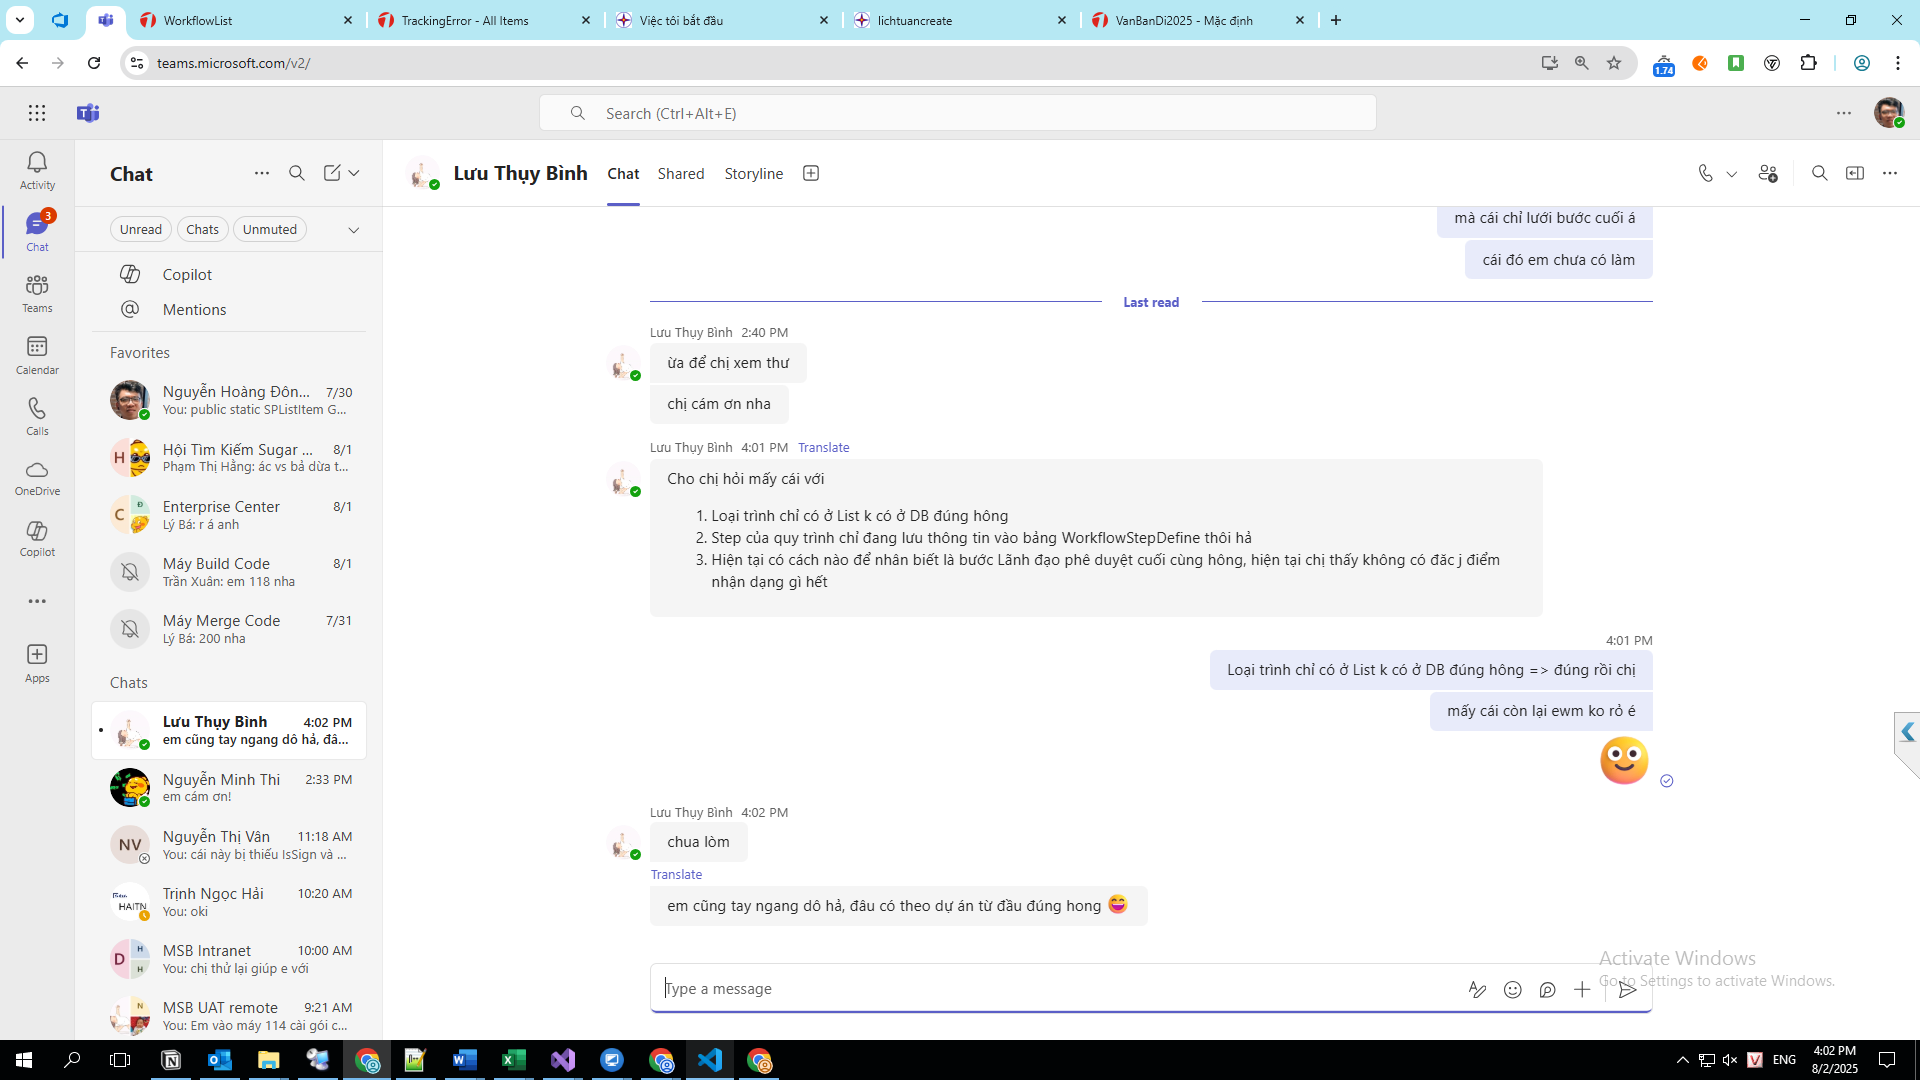 WorkflowList
TrackingError - All Items
Việc tôi bắt đầu
lichtuancreate
VanBanDi2025 - Mặc định
teams.microsoft.com/v2/
1.74
Search (Ctrl+Alt+E)
Activity
3
Chat
Teams
Calendar
Calls
OneDrive
Copilot
Apps
Chat
Unread
Chats
Unmuted
Copilot
Mentions
Favorites
Nguyễn Hoàng Đôn... 7/30
You: public static SPListItem G...
H
Hội Tìm Kiếm Sugar ... 8/1
Phạm Thị Hằng: ác vs bả dừa t...
C
Đ
Enterprise Center 8/1
Lý Bá: r á anh
Máy Build Code 8/1
Trần Xuân: em 118 nha
Máy Merge Code 7/31
Lý Bá: 200 nha
Chats
Lưu Thụy Bình 4:02 PM
em cũng tay ngang dô hả, đâ...
Nguyễn Minh Thi 2:33 PM
em cám ơn!
NV
Nguyễn Thị Vân 11:18 AM
You: cái này bị thiếu IsSign và ...
HAITN
Trịnh Ngọc Hải 10:20 AM
You: oki
D
H
H
MSB Intranet 10:00 AM
You: chị thử lại giúp e với
N
MSB UAT remote 9:21 AM
You: Em vào máy 114 cài gói c...
Lưu Thụy Bình
Chat
Shared
Storyline
mà cái chỉ lưới bước cuối á
cái đó em chưa có làm
Last read
Lưu Thụy Bình 2:40 PM
ừa để chị xem thư
chị cám ơn nha
Lưu Thụy Bình 4:01 PM Translate
Cho chị hỏi mấy cái với
1. Loại trình chỉ có ở List k có ở DB đúng hông
2. Step của quy trình chỉ đang lưu thông tin vào bảng WorkflowStepDefine thôi hả
3. Hiện tại có cách nào để nhân biết là bước Lãnh đạo phê duyệt cuối cùng hông, hiện tại chị thấy không có đăc j điểm
nhận dạng gì hết
4:01 PM
Loại trình chỉ có ở List k có ở DB đúng hông => đúng rồi chị
mấy cái còn lại ewm ko rỏ é
Lưu Thụy Bình 4:02 PM
chua lòm
Translate
em cũng tay ngang dô hả, đâu có theo dự án từ đầu đúng hong
Type a message
Activate Windows
Go to Settings to activate Windows.
ENG
4:02 PM
8/2/2025